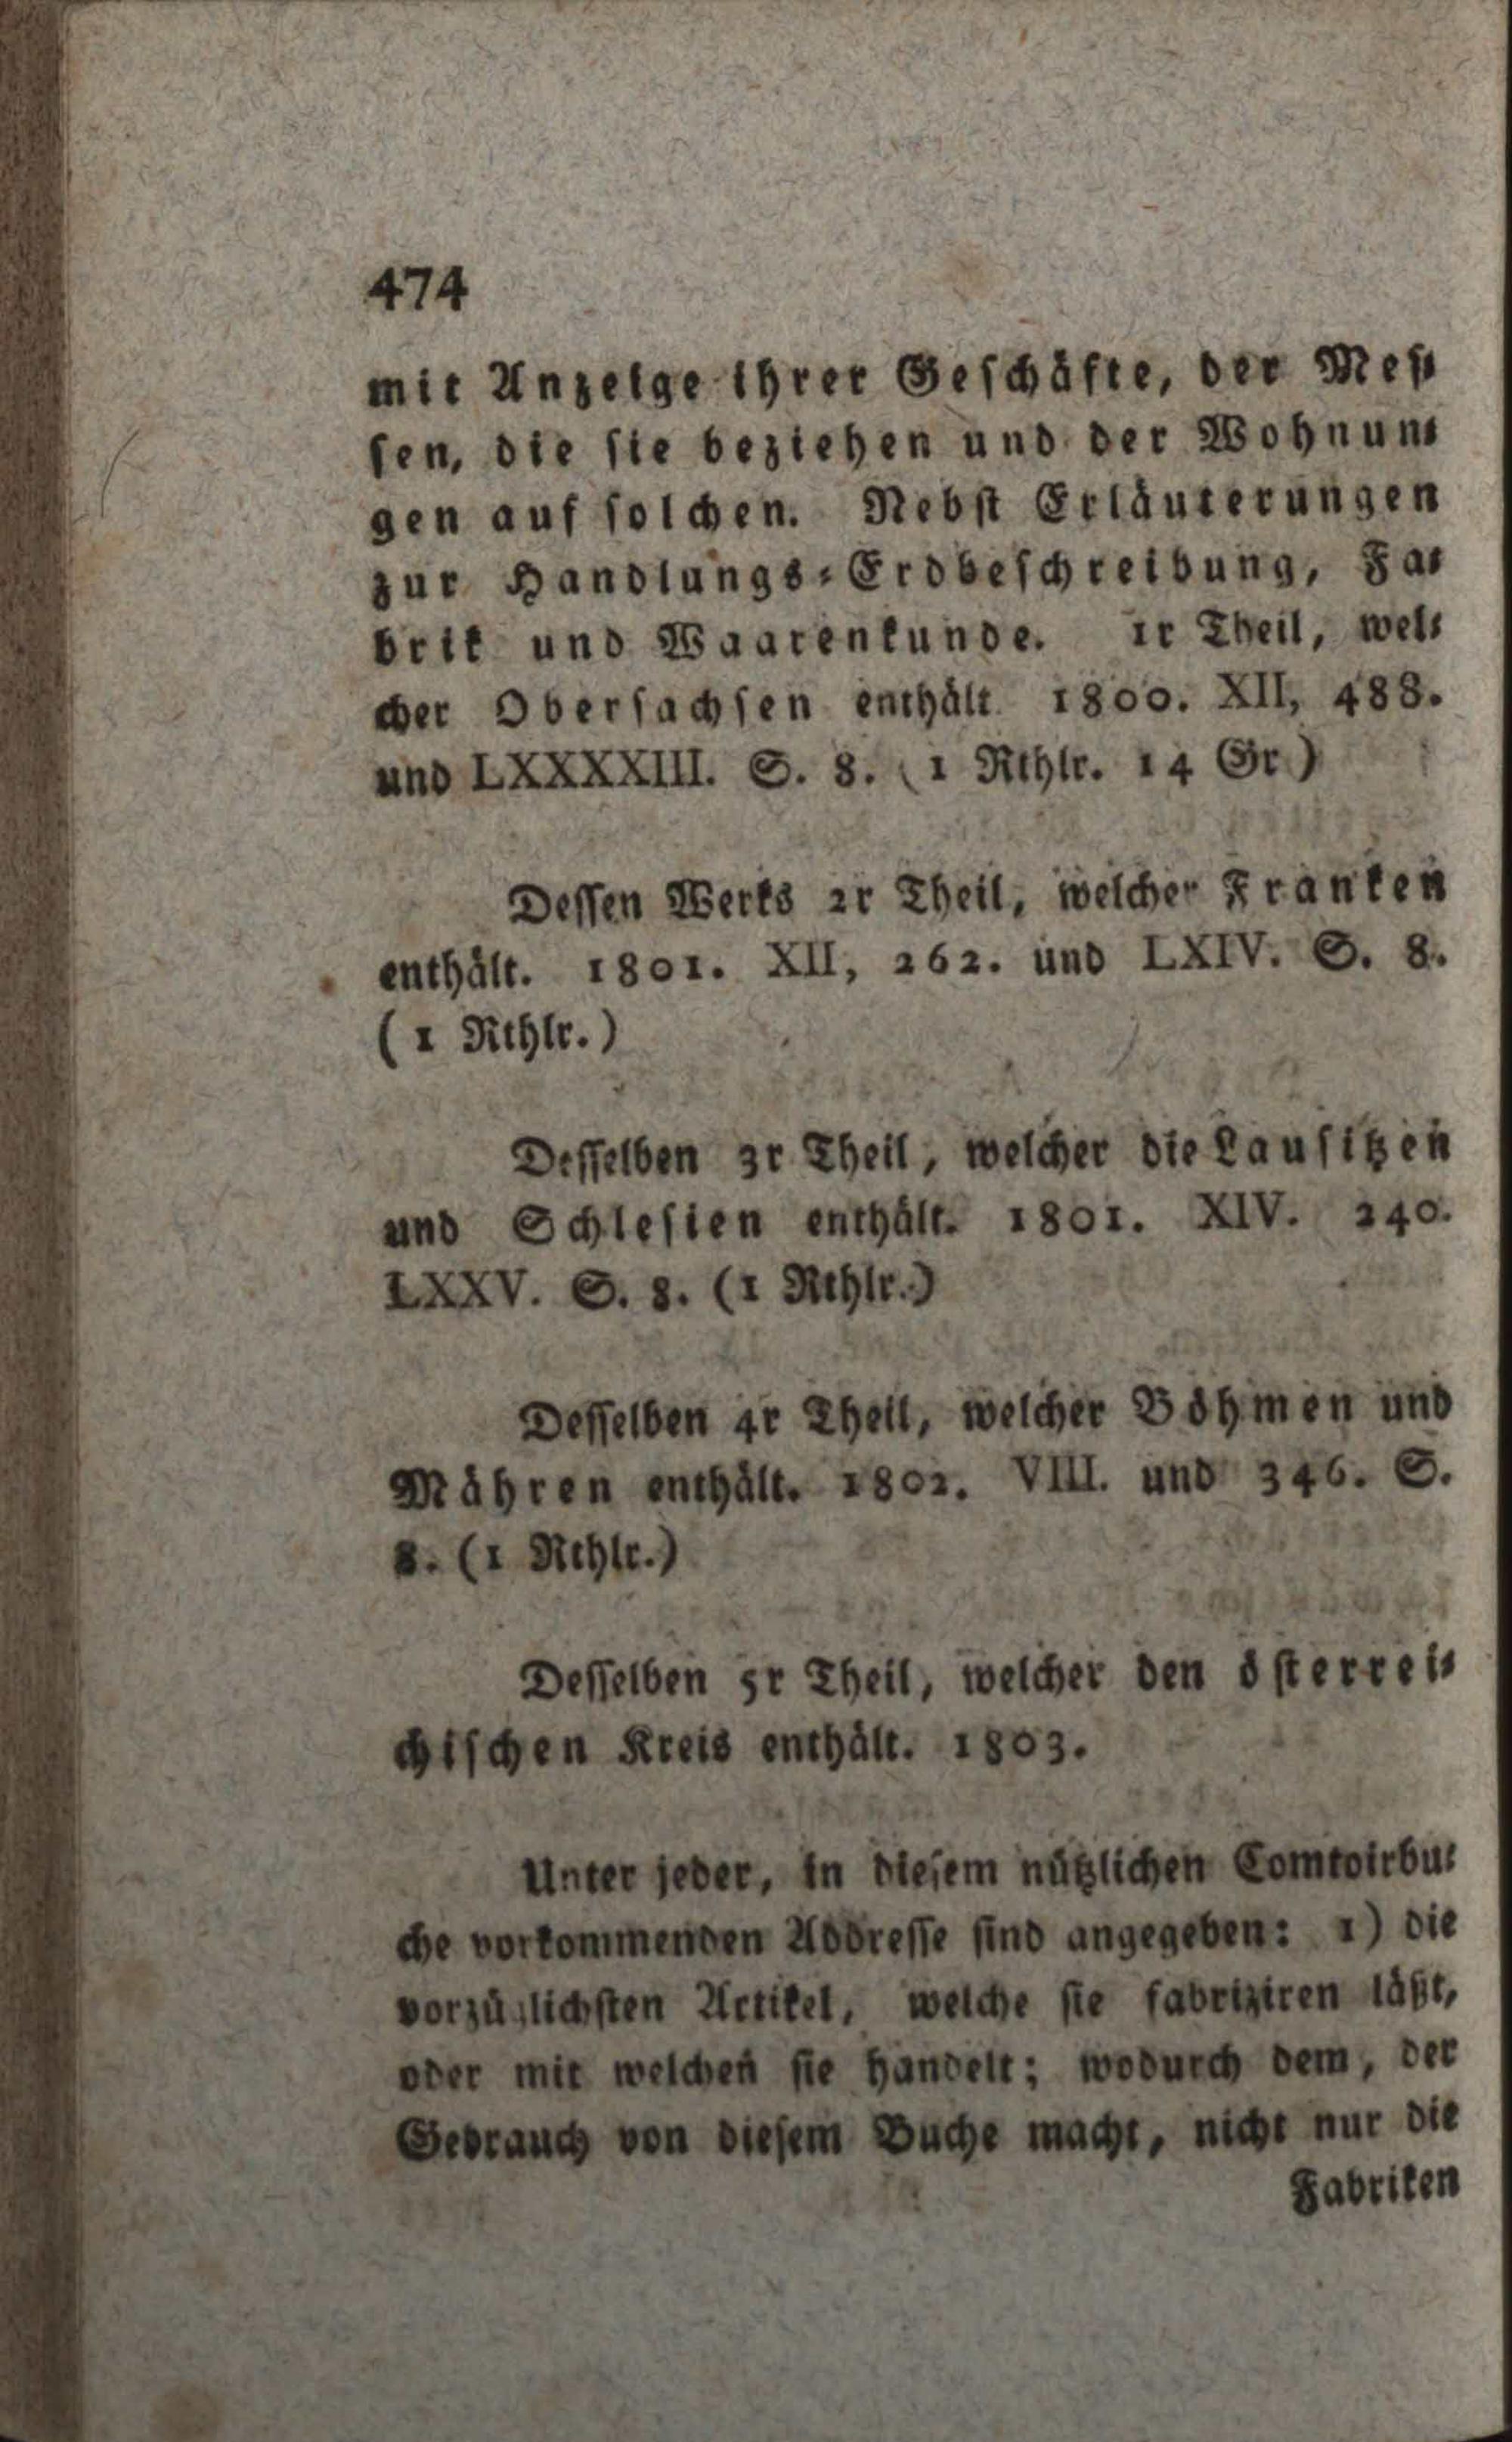 474
mit Anzeige ihrer Geschäfte, der Mes-
sen, die sie beziehen und der Wohnun-
gen auf solchen. Nebst Erläuterungen
zur Handlungs-Erdbeschreibung, Fa-
brik und Waarenkunde. 1r Theil, wel-
cher Obersachsen enthält 1800. XII, 488.
und LXXXXIII. S. 8. (1 Rthlr. 14 Gr)
Dessen Werks 2r Theil, welcher Franken
enthält. 1801. XII, 262. und LXIV. S. 8.
(1 Rthlr.)
Desselben 3r Theil, welcher die Lausitzen
und Schlesien enthält. 1801. XIV. 240.
LXXV. S. 8. (1 Rthlr.)
Desselben 4r Theil, welcher Böhmen und
Mähren enthält. 1802. VIII. und 346. S.
8. (1 Rthlr.)
Desselben 5r Theil, welcher den österrei-
chischen Kreis enthält. 1803.
Unter jeder, in diesem nützlichen Comtoirbu-
che vorkommenden Addresse sind angegeben: 1) die
vorzüglichsten Artikel, welche sie fabriziren läßt,
oder mit welchen sie handelt; wodurch dem, der
Gebrauch von diesem Buche macht, nicht nur die
Fabriken